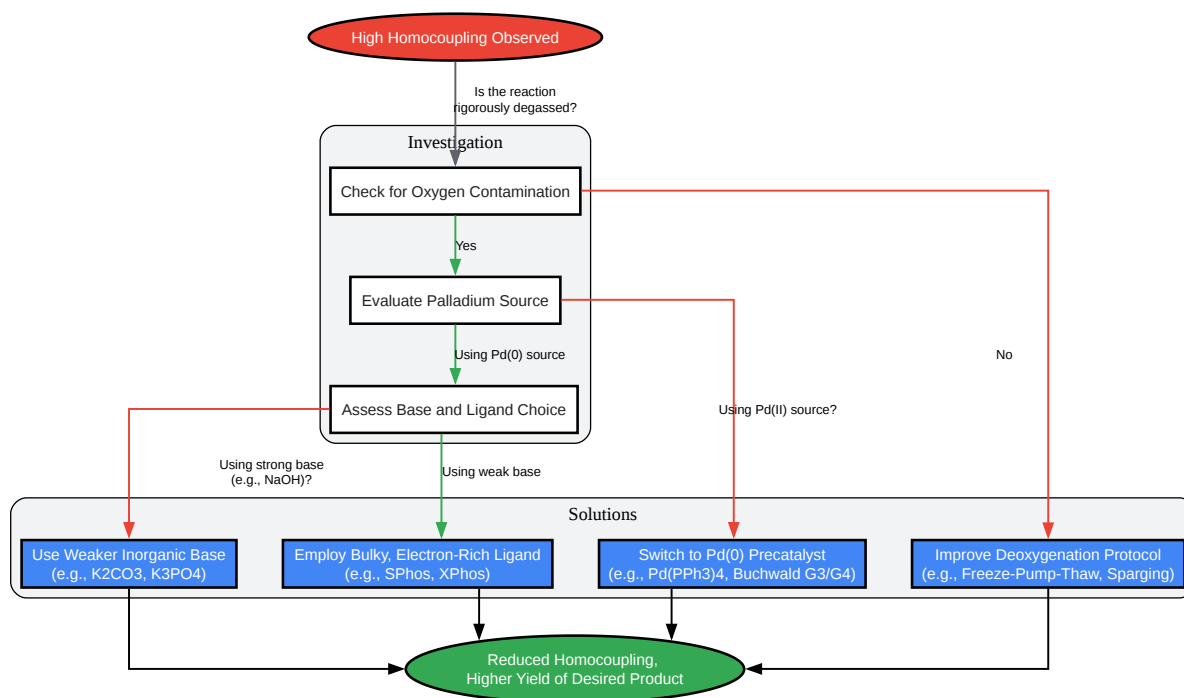 High Homocoupling Observed
Is the reaction
rigorously degassed?
Investigation
Check for Oxygen Contamination
Yes
Evaluate Palladium Source
Using Pd(0) source
No
Assess Base and Ligand Choice
Using Pd(II) source?
Using strong base
(e.g., NaOH)?
Using weak base
Solutions
Use Weaker Inorganic Base
(e.g., K2CO3, K3PO4)
Employ Bulky, Electron-Rich Ligand
(e.g., SPhos, XPhos)
Switch to Pd(0) Precatalyst
(e.g., Pd(PPh3)4, Buchwald G3/G4)
Improve Deoxygenation Protocol
(e.g., Freeze-Pump-Thaw, Sparging)
Reduced Homocoupling,
Higher Yield of Desired Product